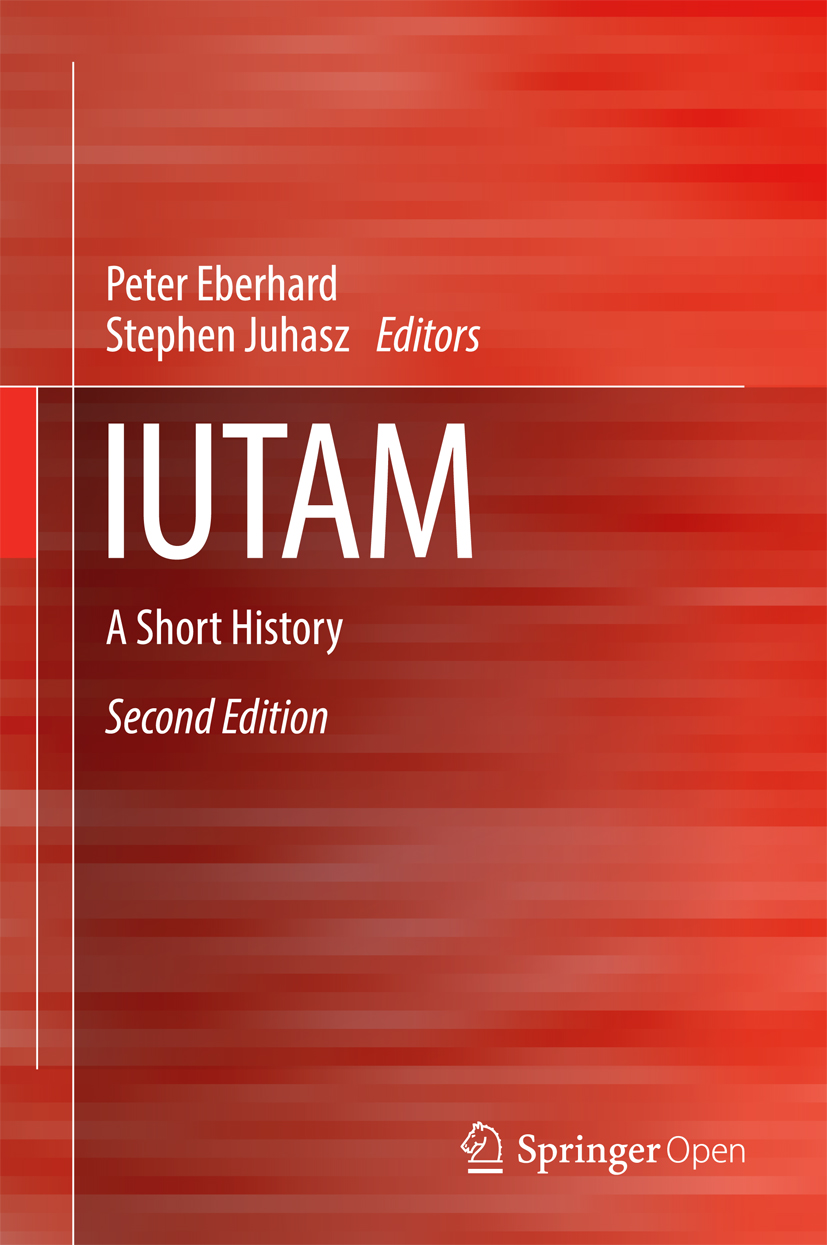 Peter Eberhard
Stephen Juhasz Editors
IUTAM
A Short History
Second Edition
Springer Open